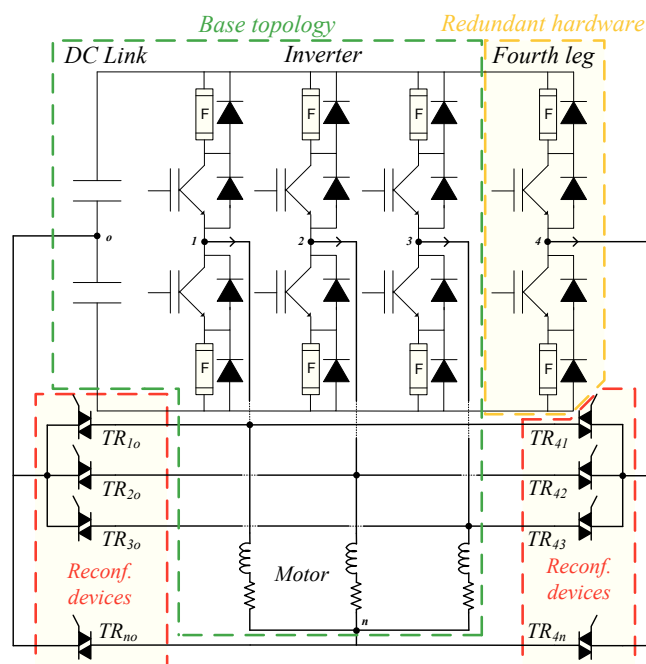 Base topology
Redundant hardware
DC Link
Inverter
Fourth leg
F F F F
o 1 2 3 4
F F F F
TR1o
TR41
TR2o
TR42
TR3o
TR43
Reconf.
devices
Motor
Reconf.
devices
n
TRno
TR4n